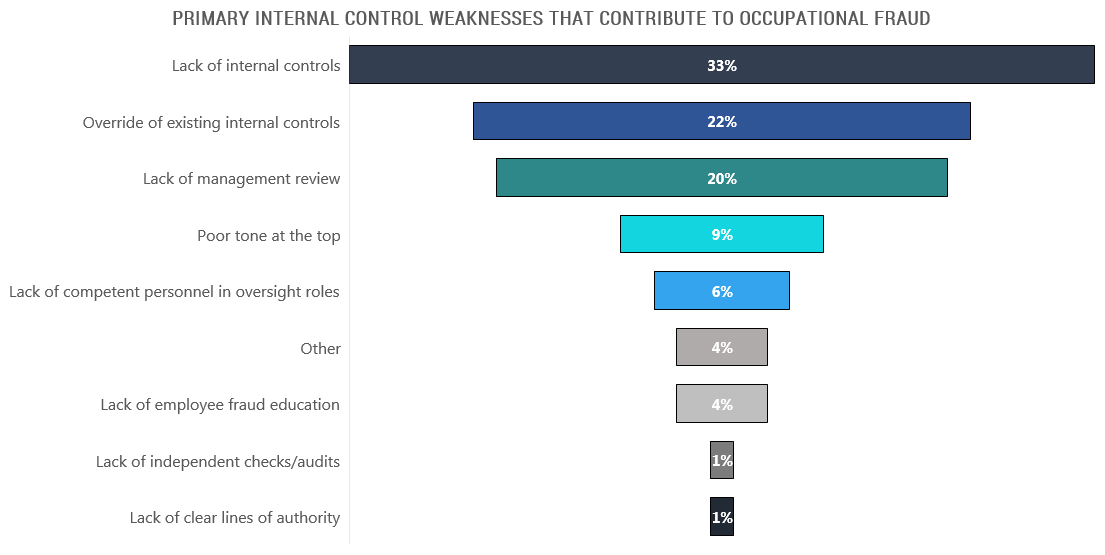 PRIMARY INTERNAL CONTROL WEAKNESSES THAT CONTRIBUTE TO OCCUPATIONAL FRAUD
Lack of internal controls 33%
Override of existing internal controls 22%
Lack of management review 20%
Poor tone at the top 9%
Lack of competent personnel in oversight roles 6%
Other 4%
Lack of employee fraud education 4%
Lack of independent checks/audits 1%
Lack of clear lines of authority 1%